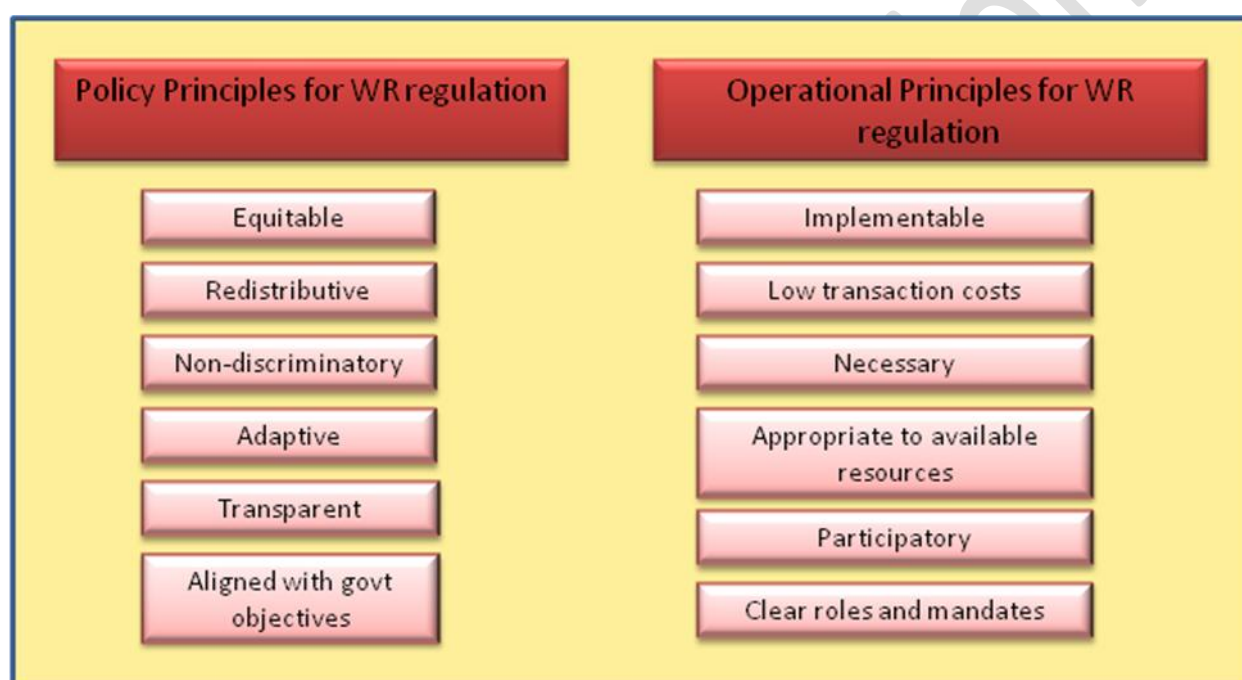 Policy Principles for WR regulation
Equitable
Redistributive
Non-discriminatory
Adaptive
Transparent
Aligned with govt
objectives
Operational Principles for WR
regulation
Implementable
Low transaction costs
Necessary
Appropriate to available
resources
Participatory
Clear roles and mandates